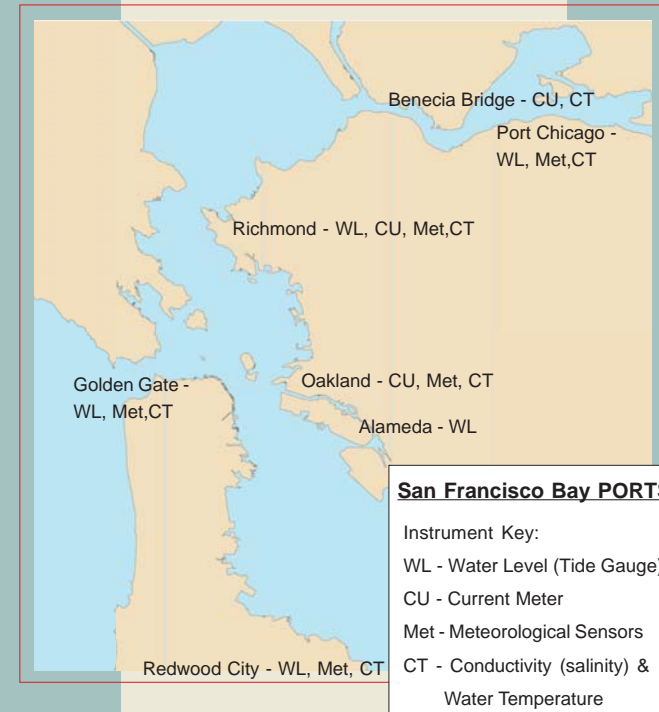 Benecia Bridge - CU, CT
Port Chicago -
WL, Met,CT
Richmond - WL, CU, Met,CT
Golden Gate -
WL, Met,CT
Oakland - CU, Met, CT
Alameda - WL
San Francisco Bay PORTS
Instrument Key:
WL - Water Level (Tide Gauge)
CU - Current Meter
Met - Meteorological Sensors
CT - Conductivity (salinity) &
Water Temperature
Redwood City - WL, Met, CT